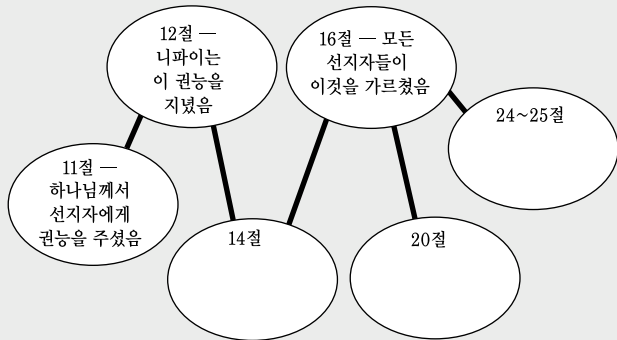 12절 —
니파이는
이 권능을
지녔음
16절 — 모든
선지자들이
이것을 가르쳤음
24~25절
11절 —
하나님께서
선지자에게
권능을 주셨음
14절
20절